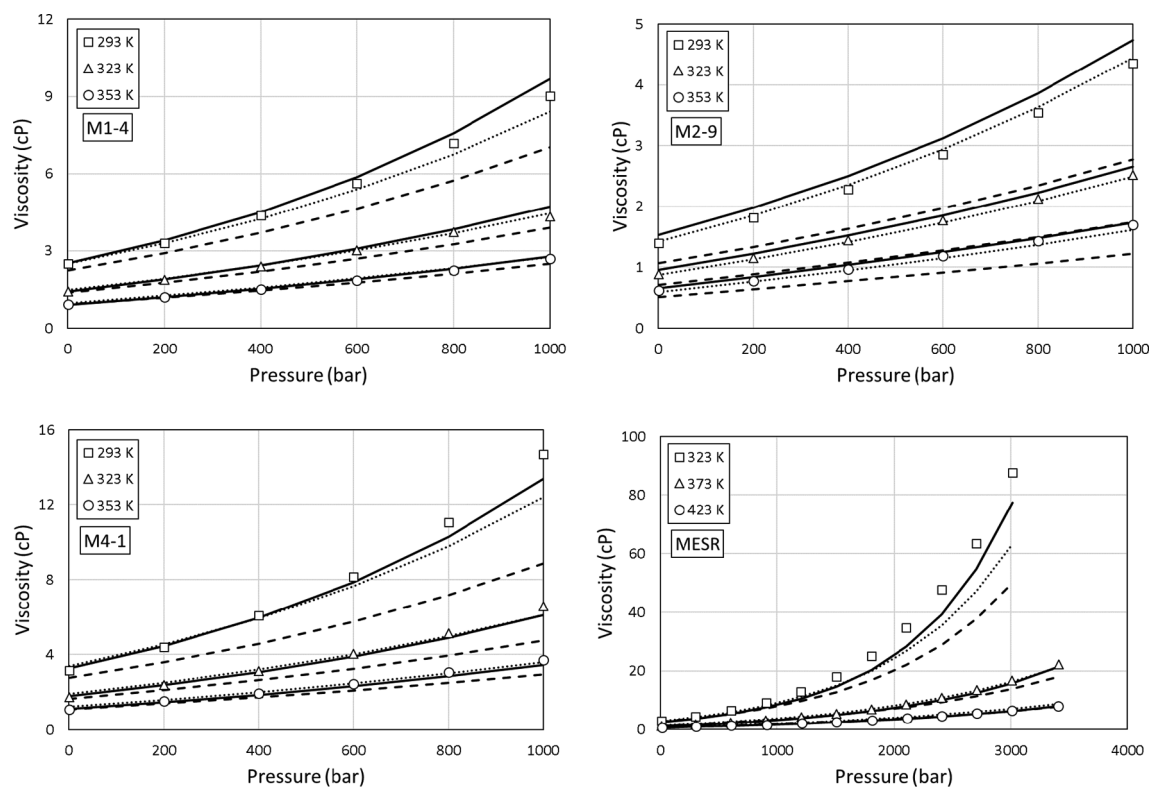 12
9
6
3
0
Viscosity (cP)
293 K
323 K
353 K
M1-4
0 200 400 600 800 1000
Pressure (bar)
5
4
3
2
1
0
Viscosity (cP)
293 K
323 K
353 K
M2-9
0 200 400 600 800 1000
Pressure (bar)
16
12
8
4
0
Viscosity (cP)
293 K
323 K
353 K
M4-1
0 200 400 600 800 1000
Pressure (bar)
100
80
60
40
20
0
Viscosity (cP)
323 K
373 K
423 K
MESR
0 1000 2000 3000 4000
Pressure (bar)